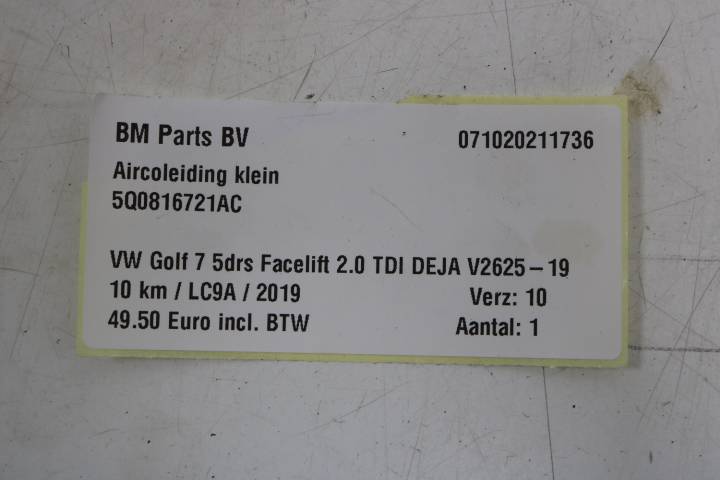 BM Parts BV 071020211736
Aircoleiding klein
5Q0816721AC
VW Golf 7 5drs Facelift 2.0 TDI DEJA V2625-19
10 km / LC9A / 2019 Verz: 10
49.50 Euro incl. BTW Aantal: 1